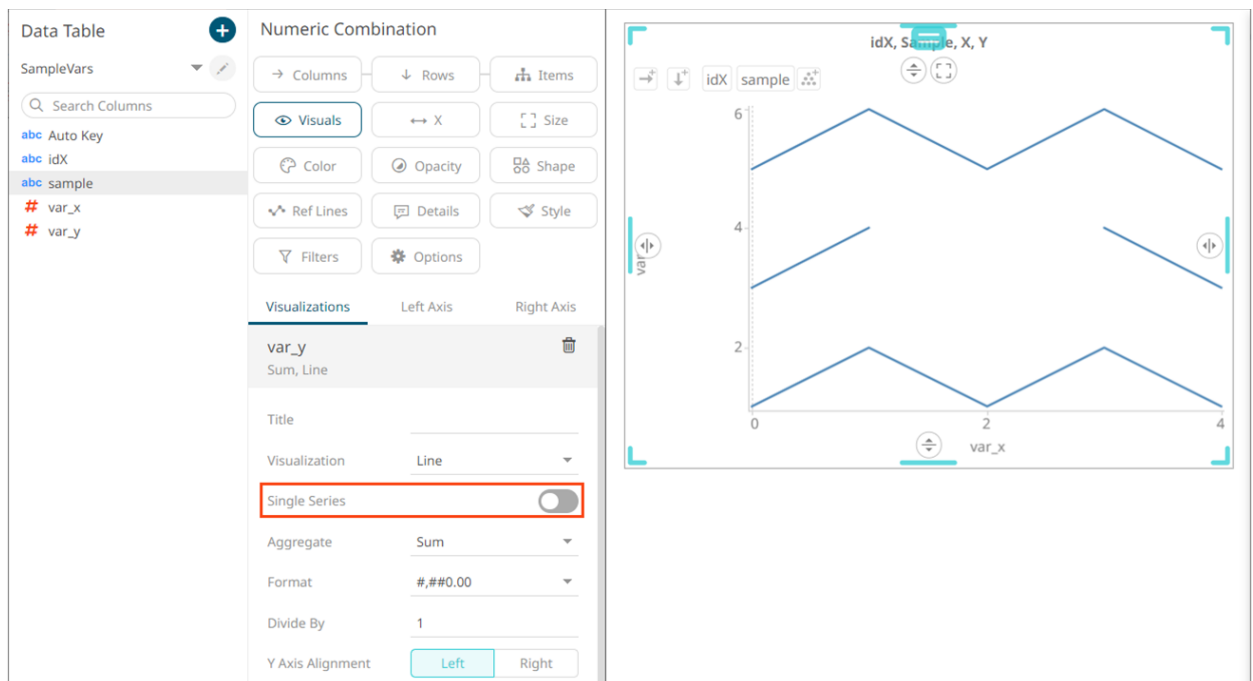 Data Table
SampleVars
Search Columns
abc Auto Key
abc idX
abc sample
# var_x
# var_y
Numeric Combination
Columns
Rows
Items
Visuals
X
Size
Color
Opacity
Shape
Ref Lines
Details
Style
Filters
Options
Visualizations
Left Axis
Right Axis
var_y
Sum, Line
Title
Visualization
Line
Single Series
Aggregate
Sum
Format
#,##0.00
Divide By
1
Y Axis Alignment
Left
Right
idX, Sample, X, Y
idX
sample
6
4
2
0
2
4
var_x